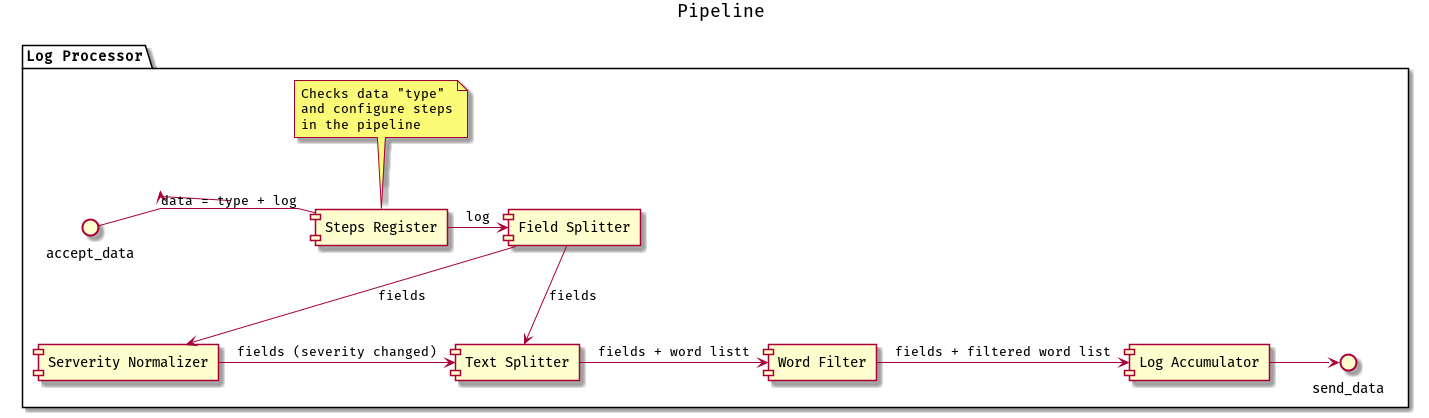 Pipeline
Log Processor
Checks data "type"
and configure steps
in the pipeline
data = type + log
accept_data
Steps Register
log
Field Splitter
fields
fields
Serverity Normalizer
fields (severity changed)
Text Splitter
fields + word listt
Word Filter
fields + filtered word list
Log Accumulator
send_data